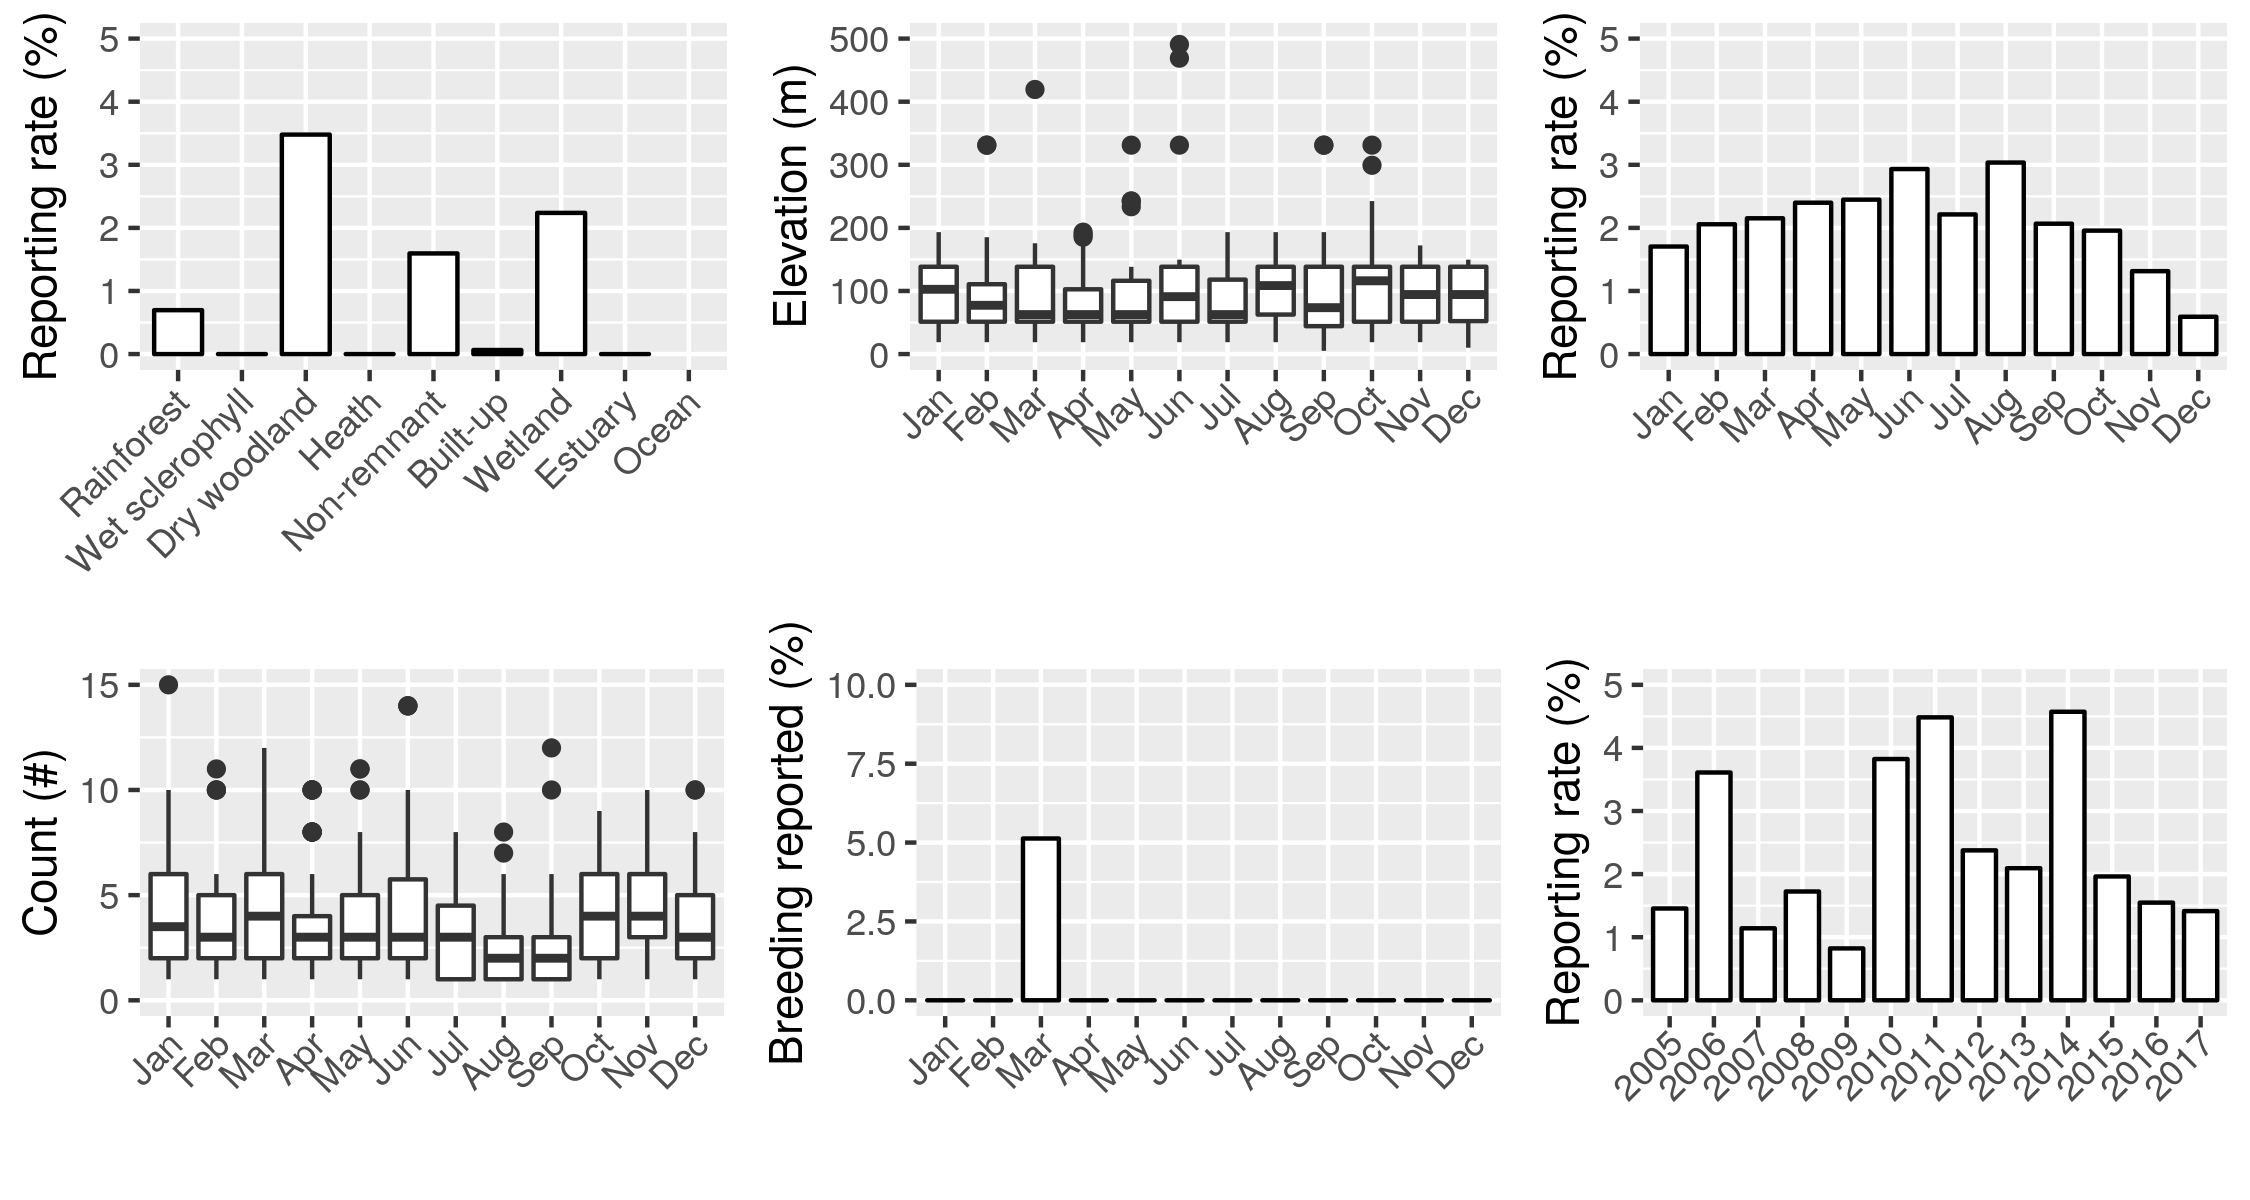 Reporting rate (%)
5
4
3
2
1
0
Rainforest
Wet sclerophyll
Dry woodland
Heath
Non-remnant
Built-up
Wetland
Estuary
Ocean
Elevation (m)
500
400
300
200
100
0
Jan
Feb
Mar
Apr
May
Jun
Jul
Aug
Sep
Oct
Nov
Dec
Reporting rate (%)
5
4
3
2
1
0
Jan
Feb
Mar
Apr
May
Jun
Jul
Aug
Sep
Oct
Nov
Dec
Count (#)
15
10
5
0
Jan
Feb
Mar
Apr
May
Jun
Jul
Aug
Sep
Oct
Nov
Dec
Breeding reported (%)
10.0
7.5
5.0
2.5
0.0
Jan
Feb
Mar
Apr
May
Jun
Jul
Aug
Sep
Oct
Nov
Dec
Reporting rate (%)
5
4
3
2
1
0
2005
2006
2007
2008
2009
2010
2011
2012
2013
2014
2015
2016
2017